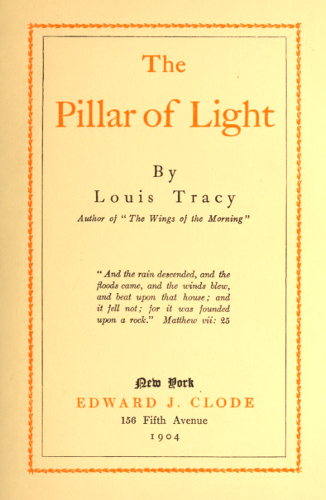 The
Pillar of Light
By
Louis Tracy
Author of "The Wings of the Morning"
"And the rain descended, and the
floods came, and the winds blew,
and beat upon that house; and
it fell not; for it was founded
upon a rock." Matthew vii: 25
New York
EDWARD J. CLODE
156 Fifth Avenue
1904